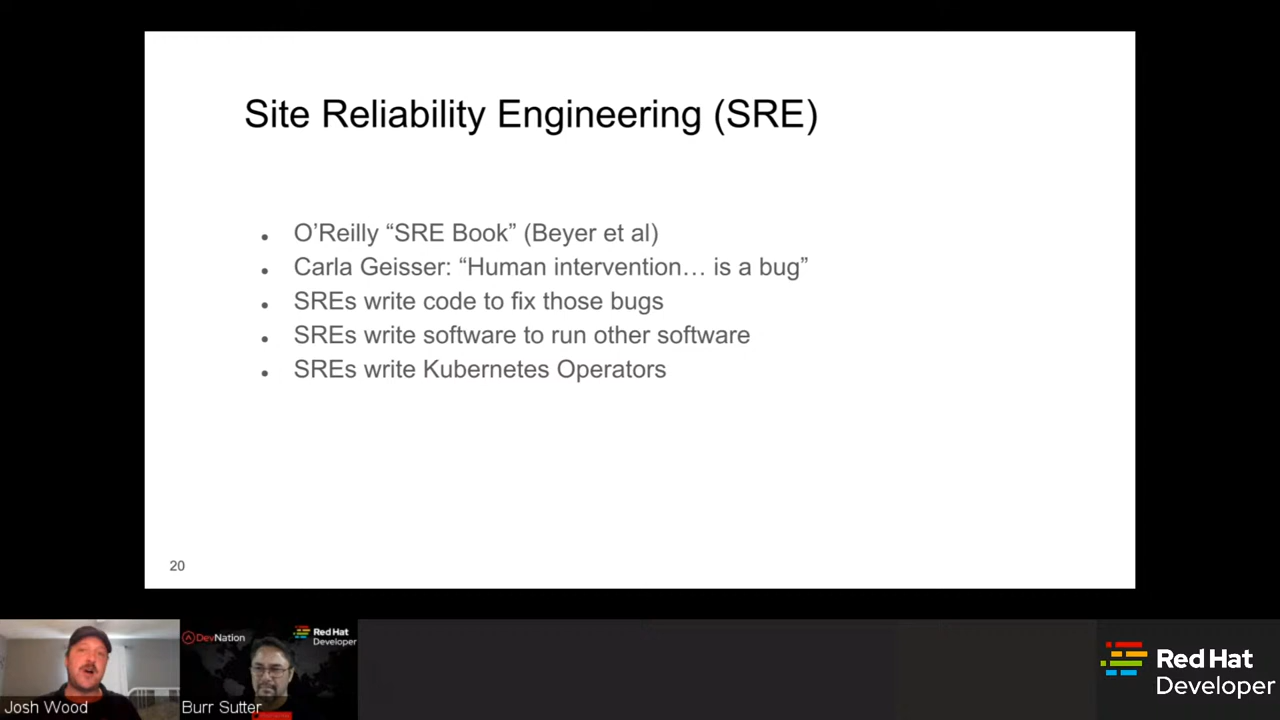 Site Reliability Engineering (SRE)
• O’Reilly “SRE Book” (Beyer et al)
• Carla Geisser: “Human intervention… is a bug”
• SREs write code to fix those bugs
• SREs write software to run other software
• SREs write Kubernetes Operators
20
DevNation
Red Hat
Developer
Josh Wood
Burr Sutter
Red Hat
Developer